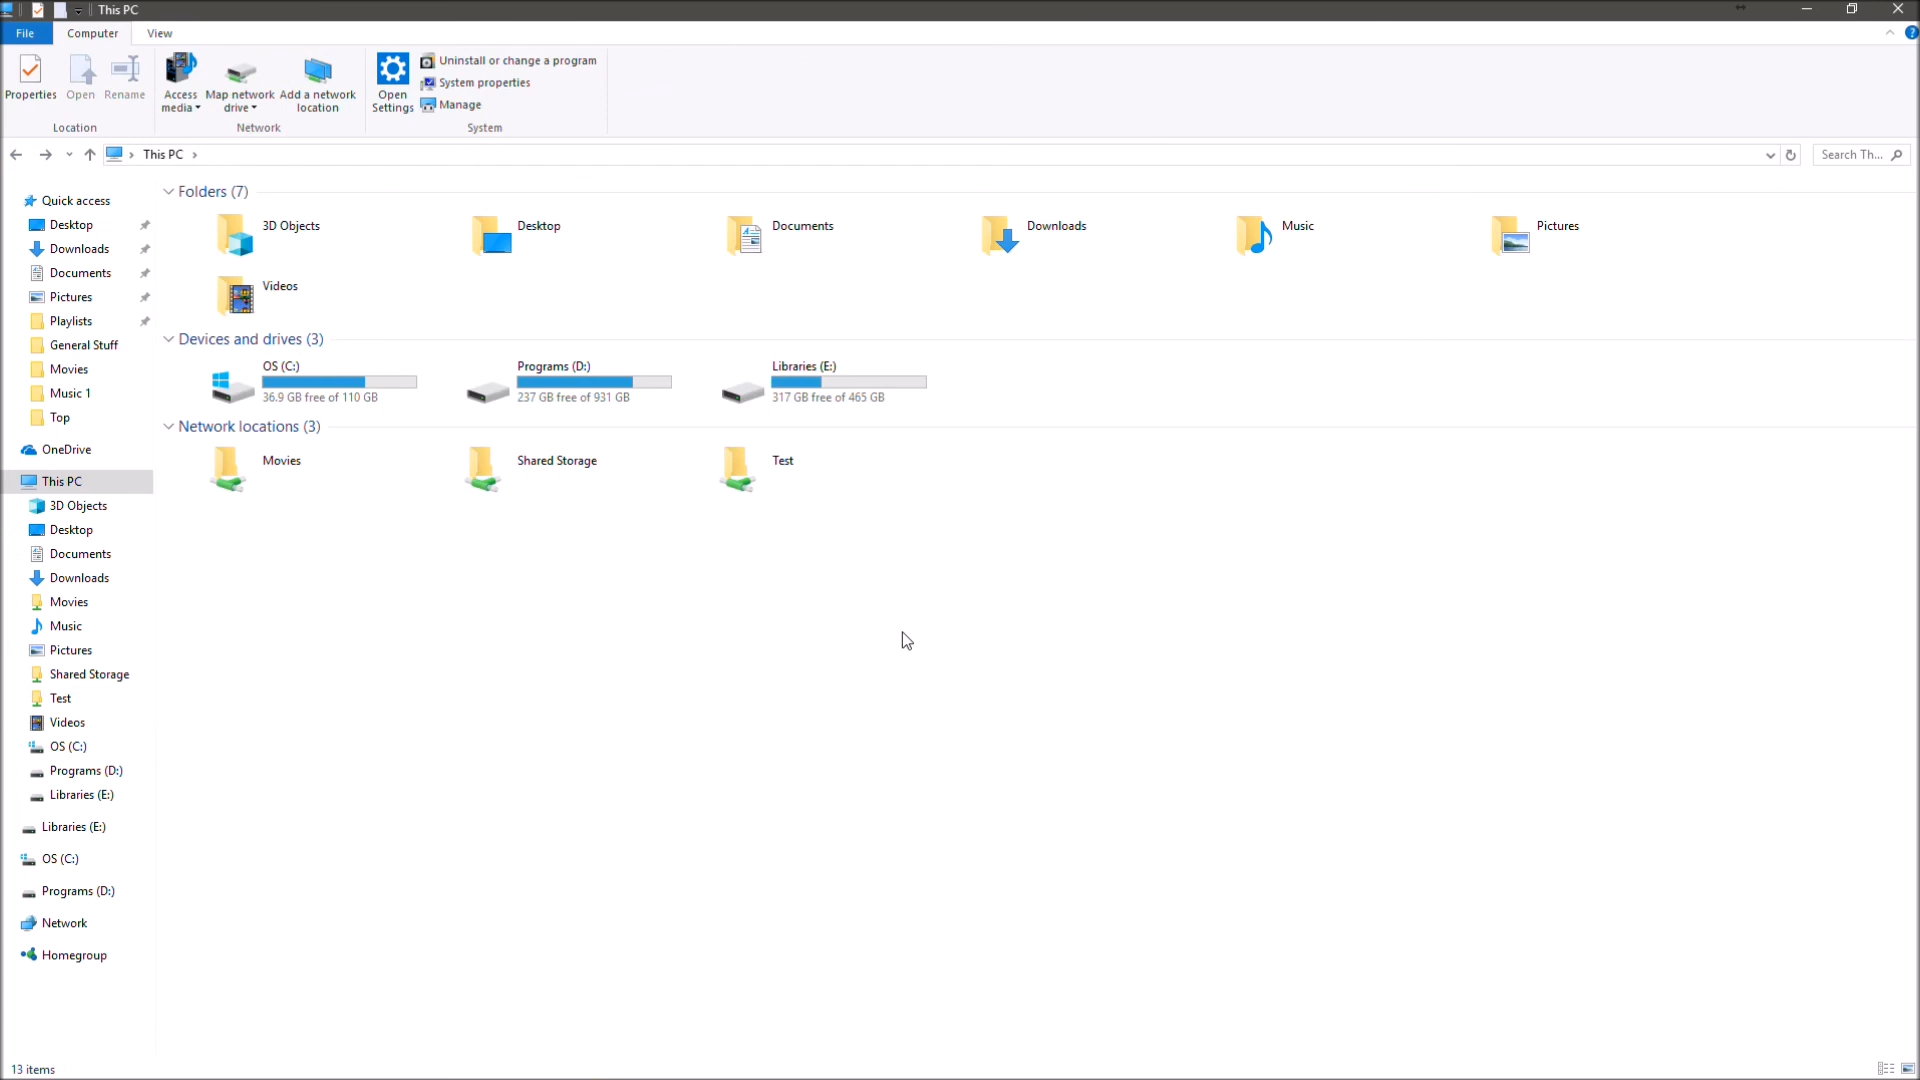 This PC
File Computer View
Properties Open Rename
Location
Access media
Map network drive
Add a network location
Network
Open Settings
Uninstall or change a program
System properties
Manage
System
This PC
Search Th...
Quick access
Desktop
Downloads
Documents
Pictures
Playlists
General Stuff
Movies
Music 1
Top
OneDrive
This PC
3D Objects
Desktop
Documents
Downloads
Movies
Music
Pictures
Shared Storage
Test
Videos
OS (C:)
Programs (D:)
Libraries (E:)
Libraries (E:)
OS (C:)
Programs (D:)
Network
Homegroup
Folders (7)
3D Objects
Desktop
Documents
Downloads
Music
Pictures
Videos
Devices and drives (3)
OS (C:)
36.9 GB free of 110 GB
Programs (D:)
237 GB free of 931 GB
Libraries (E:)
317 GB free of 465 GB
Network locations (3)
Movies
Shared Storage
Test
13 items